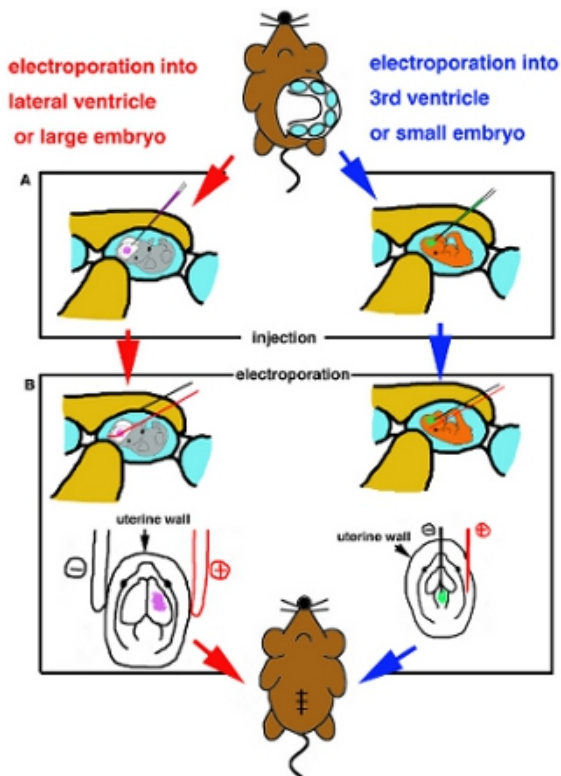 electroporation into
lateral ventricle
or large embryo
electroporation into
3rd ventricle
or small embryo
A
injection
B
electroporation
uterine wall
uterine wall
−
+
−
+